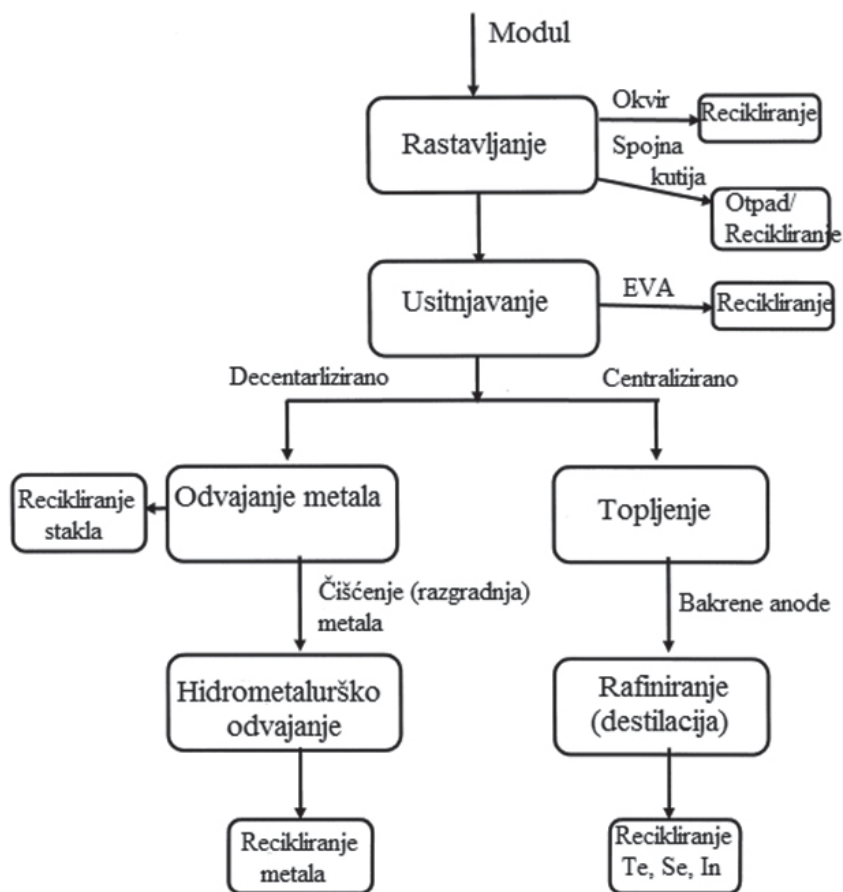 Modul
Okvir
Recikliranje
Rastavljanje
Spojna
kutija
Otpad/
Recikliranje
Usitnjavanje
EVA
Recikliranje
Decentarlizirano
Centralizirano
Recikliranje
stakla
Odvajanje metala
Topljenje
Čišćenje (razgradnja)
metala
Bakrene anode
Hidrometalurško
odvajanje
Rafiniranje
(destilacija)
Recikliranje
metala
Recikliranje
Te, Se, In